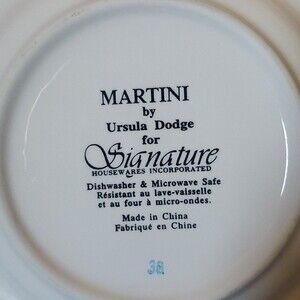 MARTINI
by
Ursula Dodge
for
Signature
HOUSEWARES INCORPORATED
Dishwasher & Microwave Safe
Résistant au lave-vaisselle
et au four à micro-ondes.
Made in China
Fabriqué en Chine